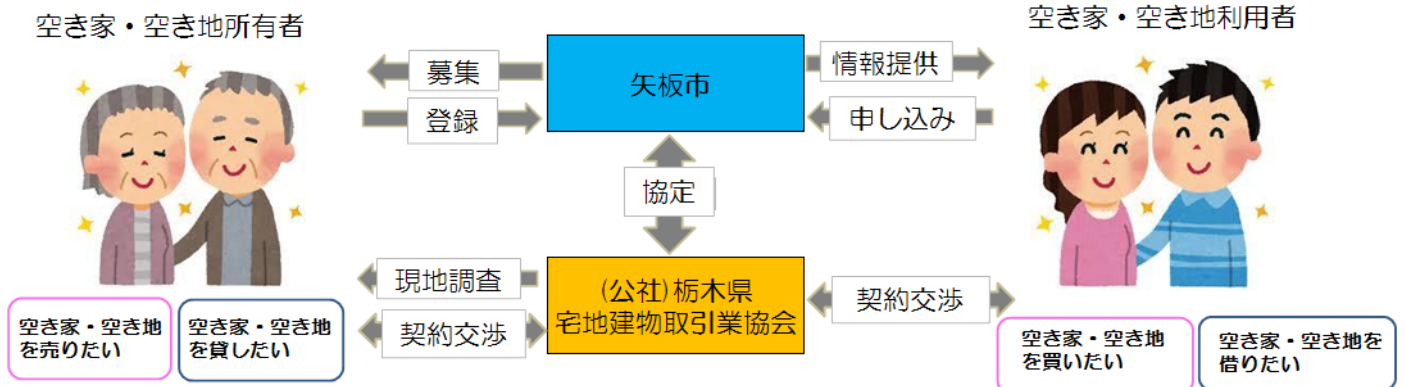 空き家・空き地所有者
募集
登録
矢板市
情報提供
申し込み
空き家・空き地利用者
協定
現地調査
契約交渉
(公社)栃木県
宅地建物取引業協会
契約交渉
空き家・空き地
を売りたい
空き家・空き地
を貸したい
空き家・空き地
を買いたい
空き家・空き地を
借りたい